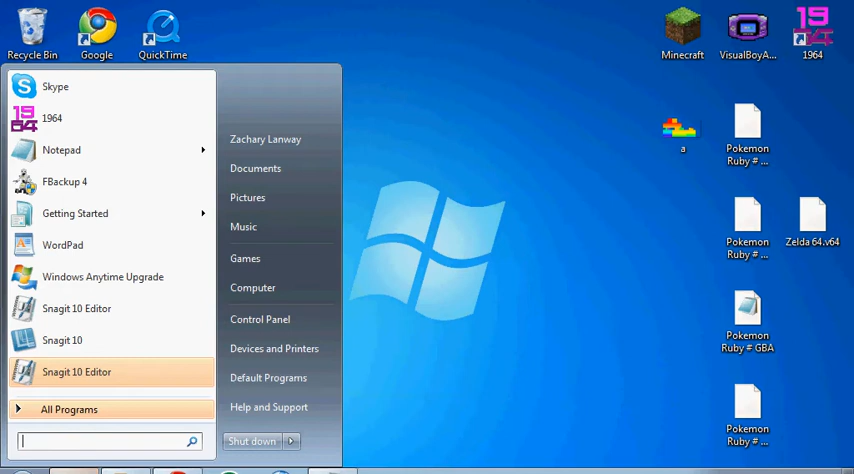 Recycle Bin
Google
QuickTime
Minecraft
VisualBoyA...
1964
1964
Skype
1964
1964
Notepad
FBackup 4
Getting Started
WordPad
Windows Anytime Upgrade
Snagit 10 Editor
Snagit 10
Snagit 10 Editor
All Programs
Zachary Lanway
Documents
Pictures
Music
Games
Computer
Control Panel
Devices and Printers
Default Programs
Help and Support
Shut down
a
Pokemon
Ruby # ...
Pokemon
Ruby # ...
Zelda 64.v64
Pokemon
Ruby # GBA
Pokemon
Ruby # ...